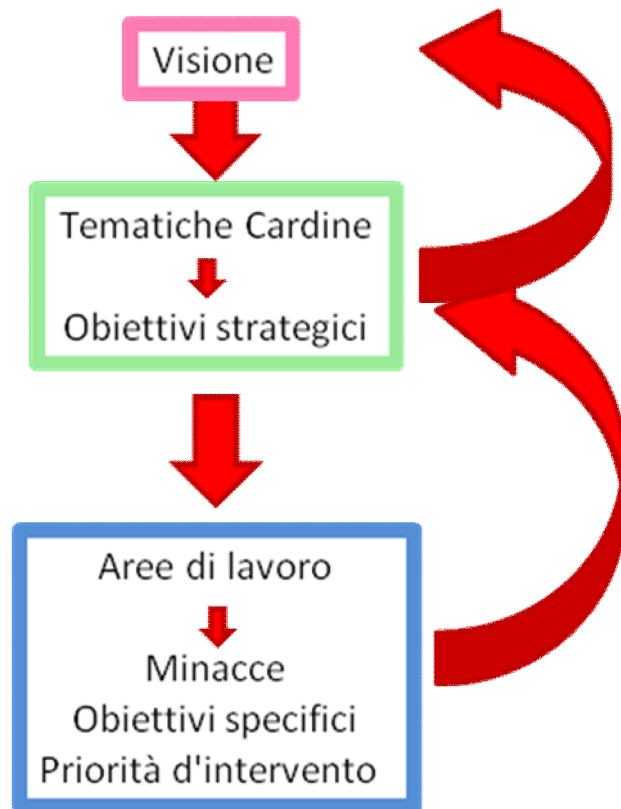 Visione
Tematiche Cardine
Obiettivi strategici
Aree di lavoro
Minacce
Obiettivi specifici
Priorità d'intervento